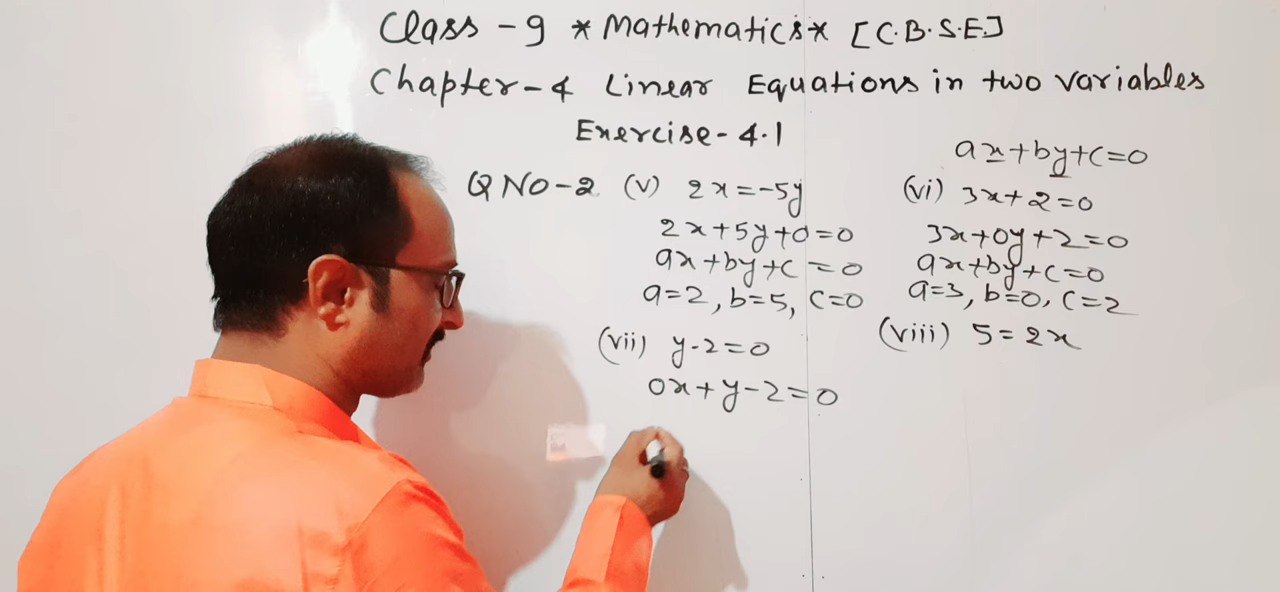 Class - 9 * Mathematics * [C.B.S.E.]
Chapter - 4 Linear Equations in two variables
Exercise - 4.1
ax+by+c=0
Q NO-2 (v) 2x=-5y
2x+5y+0=0
ax+by+c=0
a=2, b=5, c=0
(vi) 3x+2=0
3x+0y+2=0
ax+by+c=0
a=3, b=0, c=2
(vii) y-2=0
0x+y-2=0
(viii) 5=2x